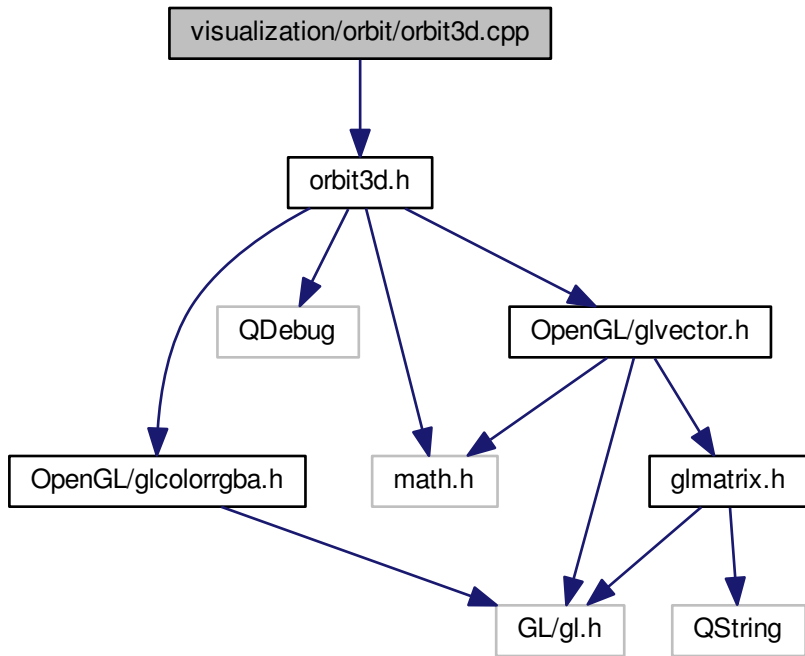 visualization/orbit/orbit3d.cpp
orbit3d.h
QDebug
OpenGL/glvector.h
OpenGL/glcolorrgba.h
math.h
glmatrix.h
GL/gl.h
QString